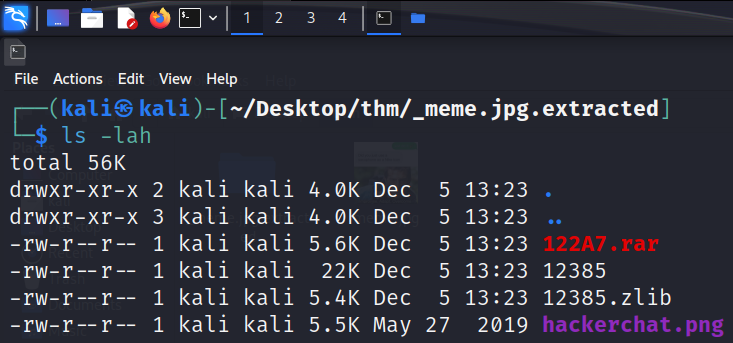 1 2 3 4
File Actions Edit View Help
┌──(kali㉿kali)-[~/Desktop/thm/_meme.jpg.extracted]
└─$ ls -lah
total 56K
drwxr-xr-x 2 kali kali 4.0K Dec  5 13:23 .
drwxr-xr-x 3 kali kali 4.0K Dec  5 13:23 ..
-rw-r--r-- 1 kali kali 5.6K Dec  5 13:23 122A7.rar
-rw-r--r-- 1 kali kali  22K Dec  5 13:23 12385
-rw-r--r-- 1 kali kali 5.4K Dec  5 13:23 12385.zlib
-rw-r--r-- 1 kali kali 5.5K May 27  2019 hackerchat.png